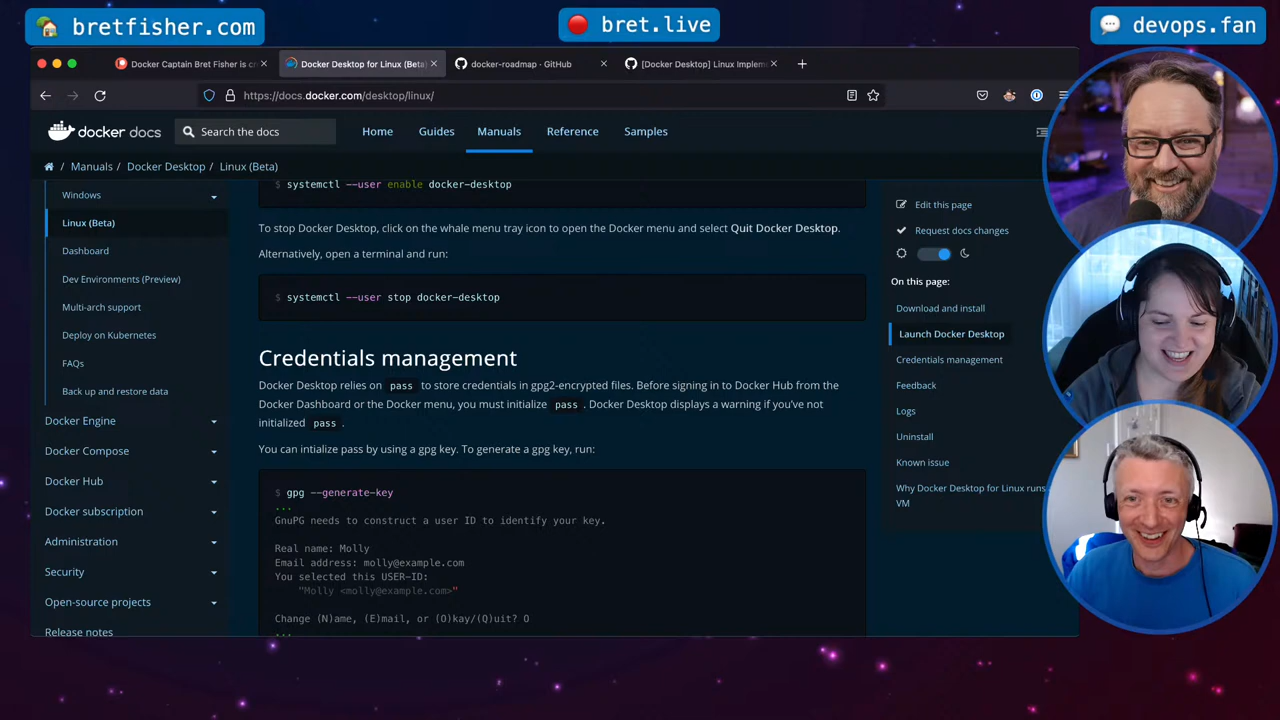 bretfisher.com
bret.live
devops.fan
Docker Captain Bret Fisher is cr
Docker Desktop for Linux (Beta)
docker-roadmap · GitHub
[Docker Desktop] Linux Implem
https://docs.docker.com/desktop/linux/
docker docs
Search the docs
Home
Guides
Manuals
Reference
Samples
/ Manuals / Docker Desktop / Linux (Beta)
Windows
Linux (Beta)
Dashboard
Dev Environments (Preview)
Multi-arch support
Deploy on Kubernetes
FAQs
Back up and restore data
Docker Engine
Docker Compose
Docker Hub
Docker subscription
Administration
Security
Open-source projects
Release notes
$ systemctl --user enable docker-desktop
To stop Docker Desktop, click on the whale menu tray icon to open the Docker menu and select Quit Docker Desktop.
Alternatively, open a terminal and run:
$ systemctl --user stop docker-desktop
Credentials management
Docker Desktop relies on pass to store credentials in gpg2-encrypted files. Before signing in to Docker Hub from the
Docker Dashboard or the Docker menu, you must initialize pass . Docker Desktop displays a warning if you've not
initialized pass .
You can intialize pass by using a gpg key. To generate a gpg key, run:
$ gpg --generate-key
...
GnuPG needs to construct a user ID to identify your key.
Real name: Molly
Email address: molly@example.com
You selected this USER-ID:
"Molly <molly@example.com>"
Change (N)ame, (E)mail, or (O)kay/(Q)uit? O
...
Edit this page
Request docs changes
On this page:
Download and install
Launch Docker Desktop
Credentials management
Feedback
Logs
Uninstall
Known issue
Why Docker Desktop for Linux runs
VM